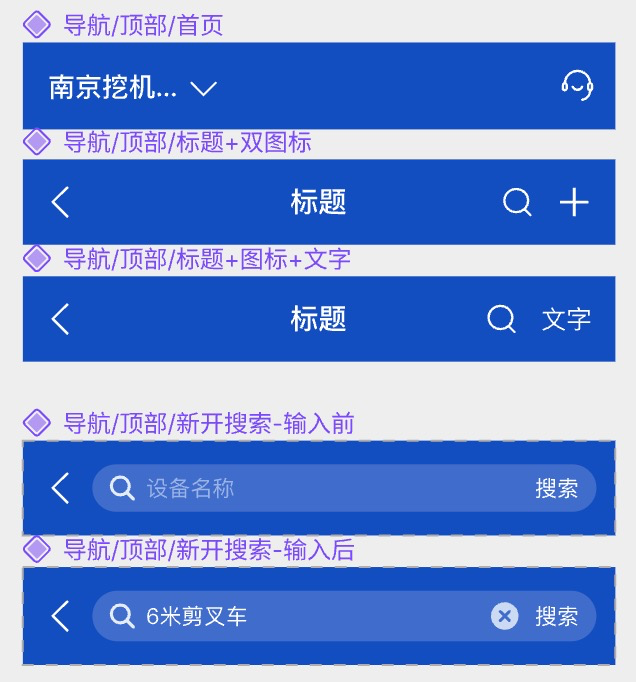 导航/顶部/首页
南京挖机...
导航/顶部/标题+双图标
标题
导航/顶部/标题+图标+文字
标题 文字
导航/顶部/新开搜索-输入前
设备名称 搜索
导航/顶部/新开搜索-输入后
6米剪叉车 搜索